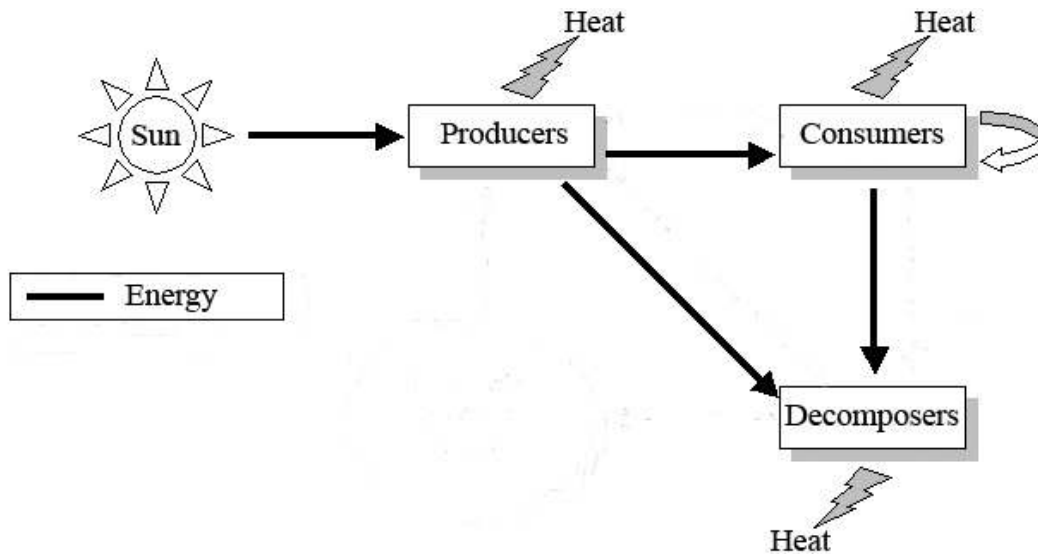 Heat
Heat
Sun
Producers
Consumers
Energy
Decomposers
Heat